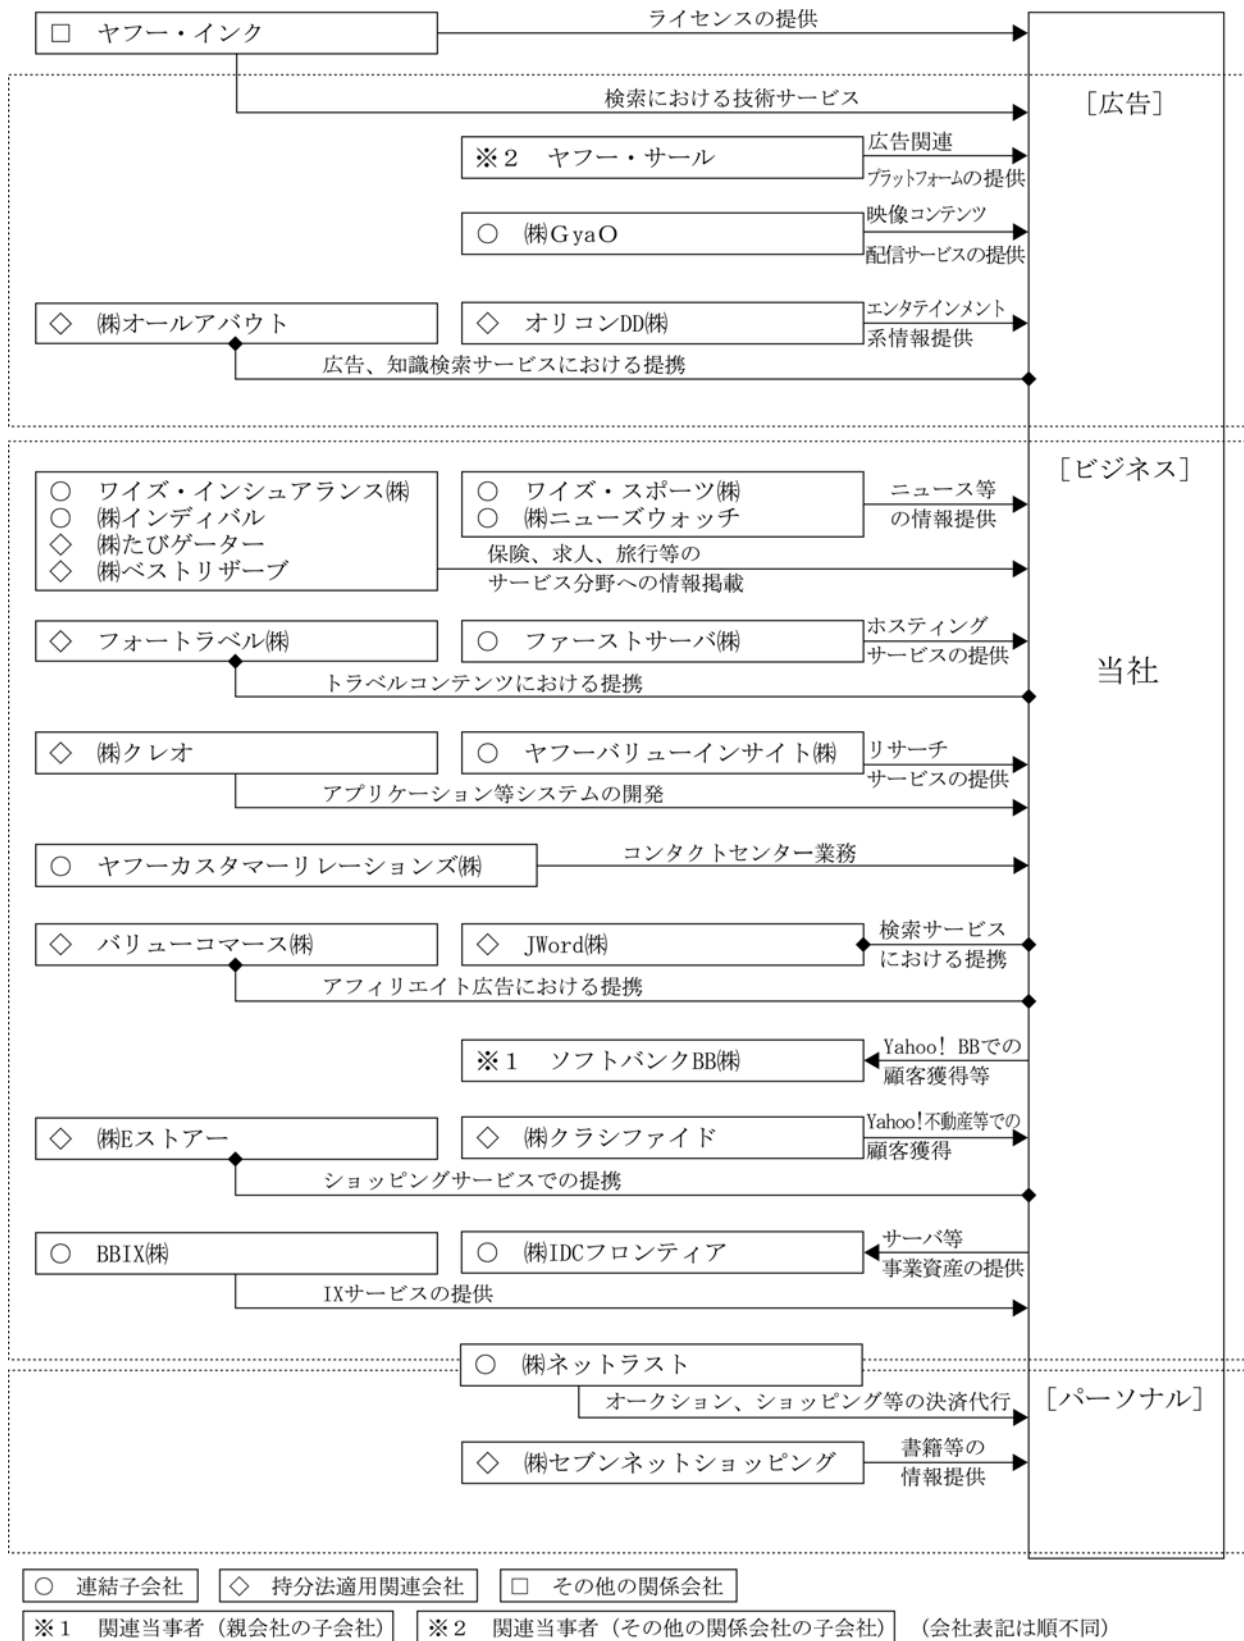 □ ヤフー・インク
ライセンスの提供
検索における技術サービス
［広告］
※２ ヤフー・サール
広告関連
プラットフォームの提供
○ ㈱ＧｙａＯ
映像コンテンツ
配信サービスの提供
◇ ㈱オールアバウト
◇ オリコンDD㈱
エンタテインメント
系情報提供
広告、知識検索サービスにおける提携
［ビジネス］
○ ワイズ・インシュアランス㈱
○ ㈱インディバル
◇ ㈱たびゲーター
◇ ㈱ベストリザーブ
○ ワイズ・スポーツ㈱
○ ㈱ニューズウォッチ
ニュース等
の情報提供
保険、求人、旅行等の
サービス分野への情報掲載
◇ フォートラベル㈱
○ ファーストサーバ㈱
ホスティング
サービスの提供
トラベルコンテンツにおける提携
当社
◇ ㈱クレオ
○ ヤフーバリューインサイト㈱
リサーチ
サービスの提供
アプリケーション等システムの開発
○ ヤフーカスタマーリレーションズ㈱
コンタクトセンター業務
◇ バリューコマース㈱
◇ JWord㈱
検索サービス
における提携
アフィリエイト広告における提携
※１ ソフトバンクBB㈱
Yahoo! BBでの
顧客獲得等
◇ ㈱Eストアー
◇ ㈱クラシファイド
Yahoo!不動産等での
顧客獲得
ショッピングサービスでの提携
○ BBIX㈱
○ ㈱IDCフロンティア
サーバ等
事業資産の提供
IXサービスの提供
○ ㈱ネットラスト
オークション、ショッピング等の決済代行
［パーソナル］
◇ ㈱セブンネットショッピング
書籍等の
情報提供
○ 連結子会社 ◇ 持分法適用関連会社 □ その他の関係会社
※１ 関連当事者（親会社の子会社） ※２ 関連当事者（その他の関係会社の子会社） （会社表記は順不同）